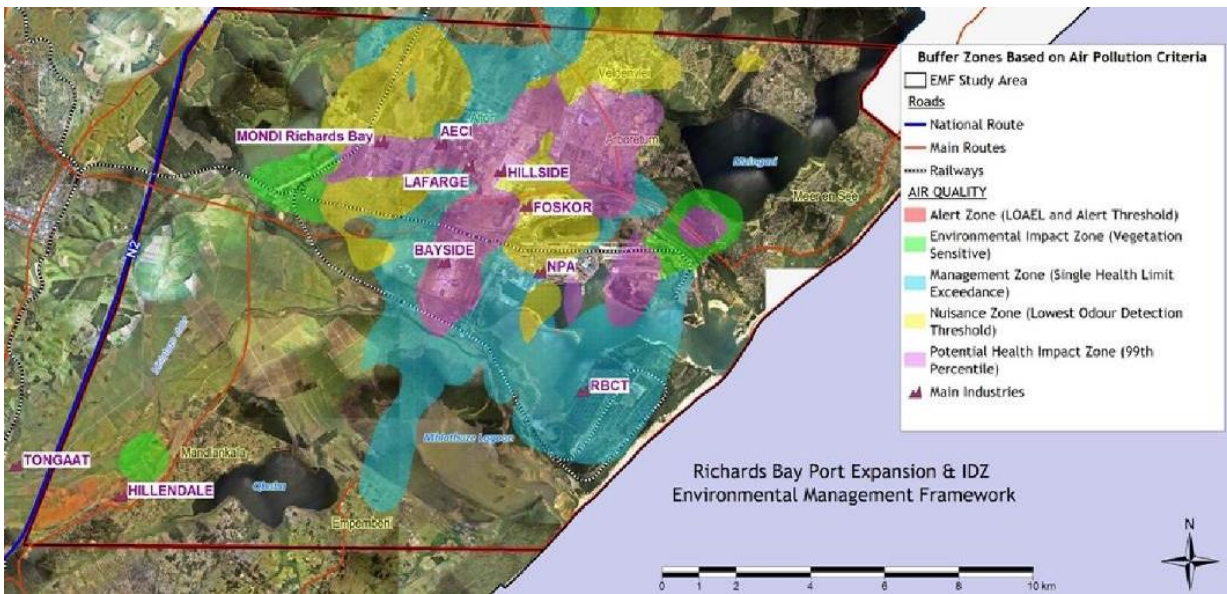 Veldenvlei
Alton
MONDI Richards Bay
AECI
Arboretum
LAFARGE
HILLSIDE
Meer en See
FOSKOR
BAYSIDE
NPA
N2
RBCT
Mhlathuze Lagoon
TONGAAT
Mandlankala
HILLENDALE
Empembeni
Buffer Zones Based on Air Pollution Criteria
EMF Study Area
Roads
National Route
Main Routes
Railways
AIR QUALITY
Alert Zone (LOAEL and Alert Threshold)
Environmental Impact Zone (Vegetation
Sensitive)
Management Zone (Single Health Limit
Exceedance)
Nuisance Zone (Lowest Odour Detection
Threshold)
Potential Health Impact Zone (99th
Percentile)
Main Industries
Richards Bay Port Expansion & IDZ
Environmental Management Framework
N
0 1 2 4 6 8 10 km